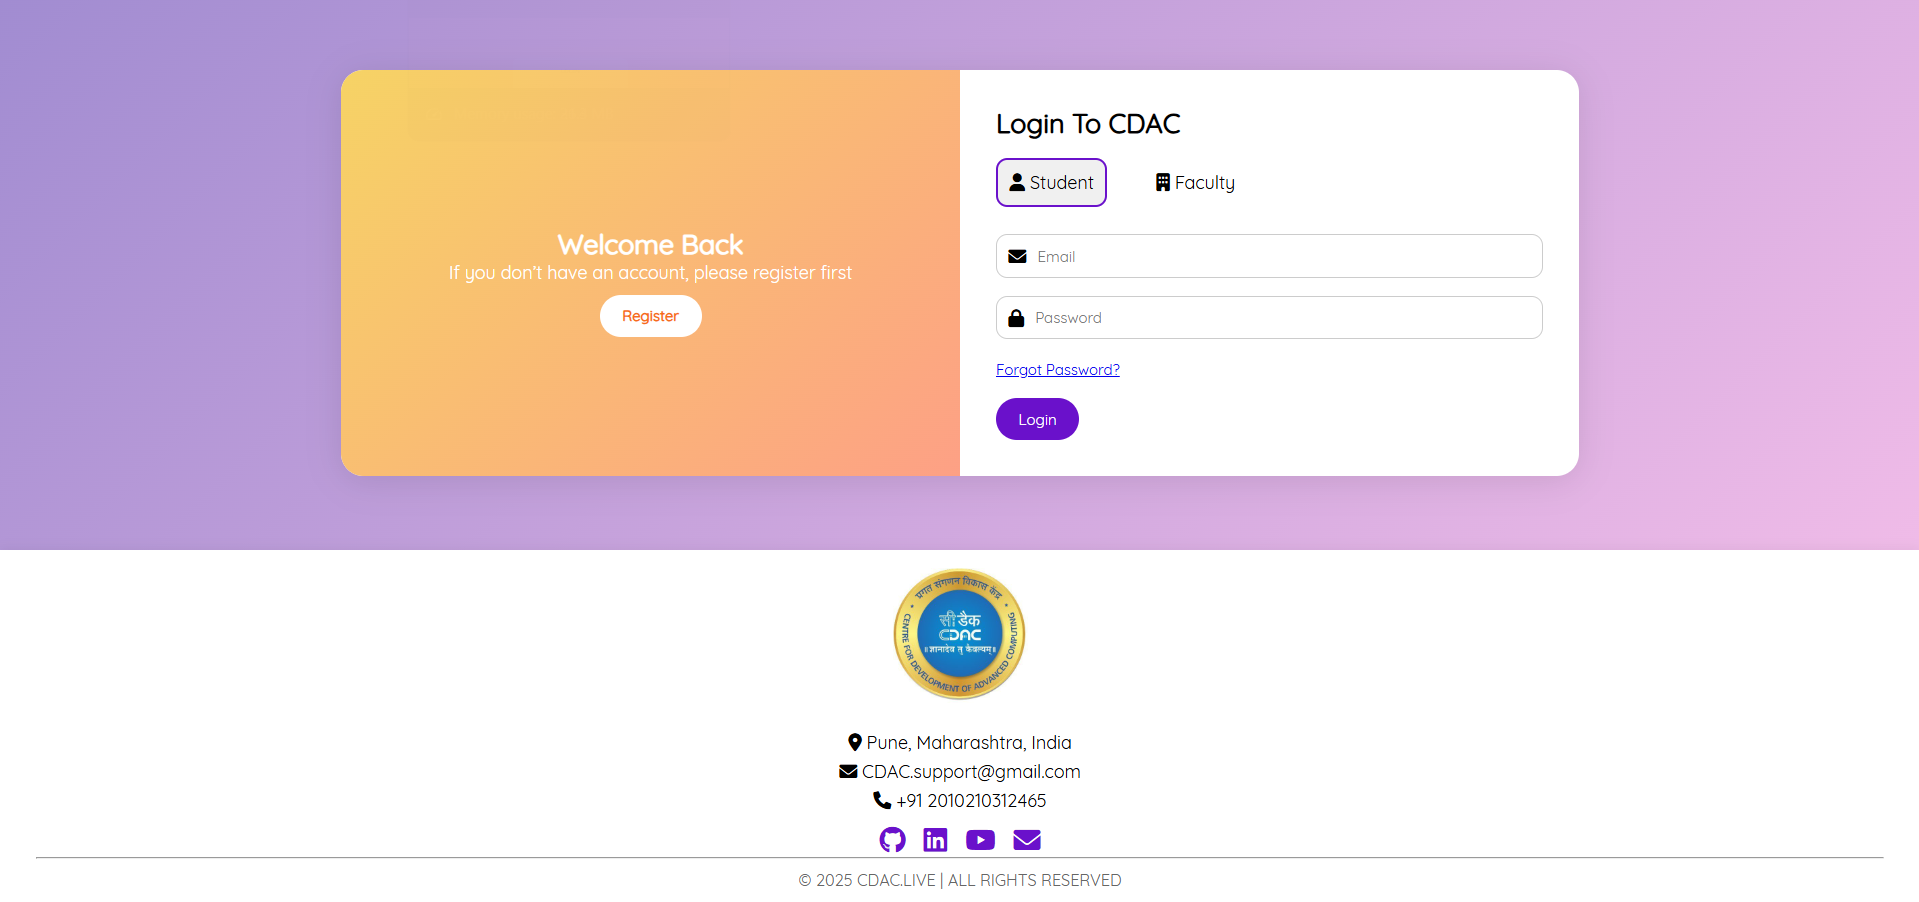 Welcome Back
If you don't have an account, please register first
Register
Login To CDAC
Student
Faculty
Email
Password
Forgot Password?
Login
प्रगत संगणन विकास केंद्र
सी डैक
CDAC
॥ ज्ञानादेव तु कैवल्यम् ॥
CENTRE FOR DEVELOPMENT OF ADVANCED COMPUTING
Pune, Maharashtra, India
CDAC.support@gmail.com
+91 2010210312465
in
© 2025 CDAC.LIVE | ALL RIGHTS RESERVED